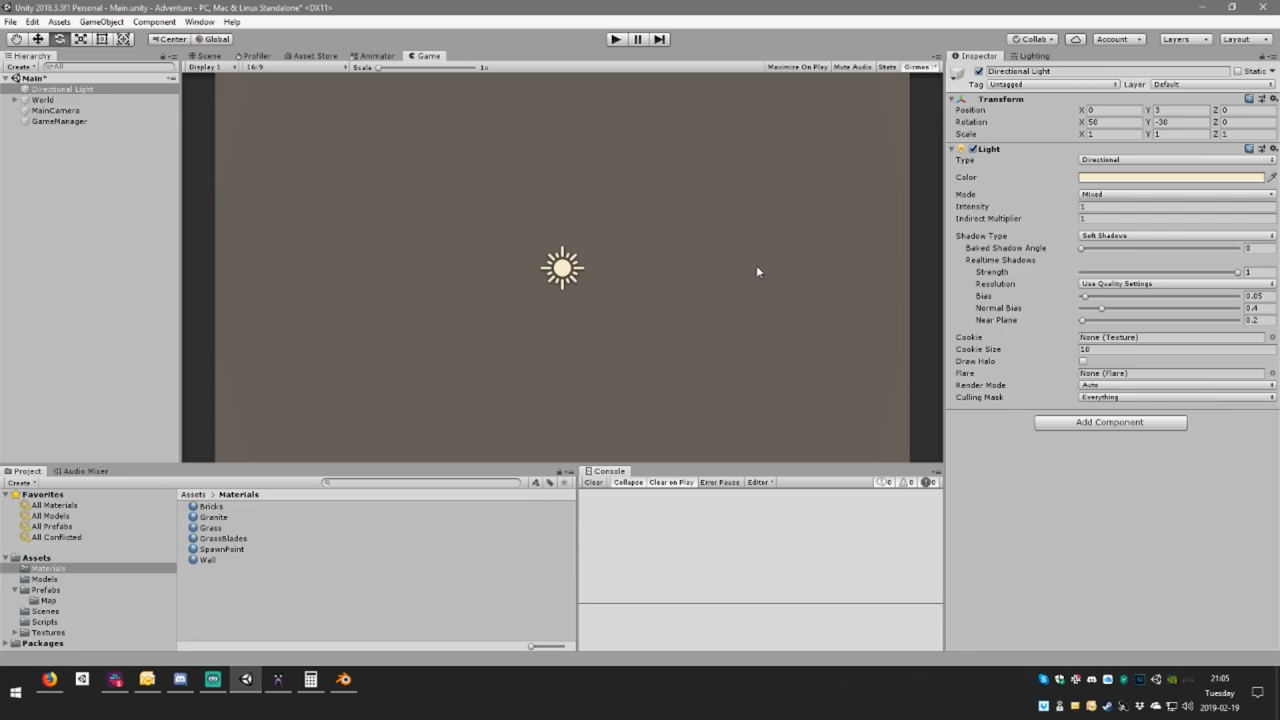 Unity 2018.3.3f1 Personal - Main.unity - Adventure - PC, Mac & Linux Standalone* <DX11>
File Edit Assets GameObject Component Window Help
Center Global Collab Account Layers Layout
Hierarchy Scene Profiler Asset Store Animator Game Inspector Lighting
Create All Display 1 16:9 Scale 1x Maximize On Play Mute Audio Stats Gizmos Directional Light Static
Main*
Tag Untagged Layer Default
Directional Light
World
MainCamera
GameManager
Transform
Position X 0 Y 3 Z 0
Rotation X 50 Y -30 Z 0
Scale X 1 Y 1 Z 1
Light
Type Directional
Color
Mode Mixed
Intensity 1
Indirect Multiplier 1
Shadow Type Soft Shadows
Baked Shadow Angle 0
Realtime Shadows
Strength 1
Resolution Use Quality Settings
Bias 0.05
Normal Bias 0.4
Near Plane 0.2
Cookie None (Texture)
Cookie Size 10
Draw Halo
Flare None (Flare)
Render Mode Auto
Culling Mask Everything
Add Component
Project Audio Mixer Console
Create Clear Collapse Clear on Play Error Pause Editor 0 0 0
Favorites
All Materials
All Models
All Prefabs
All Conflicted
Assets
Materials
Models
Prefabs
Map
Scenes
Scripts
Textures
Packages
Assets > Materials
Bricks
Granite
Grass
GrassBlades
SpawnPoint
Wall
21:05
Tuesday
2019-02-19